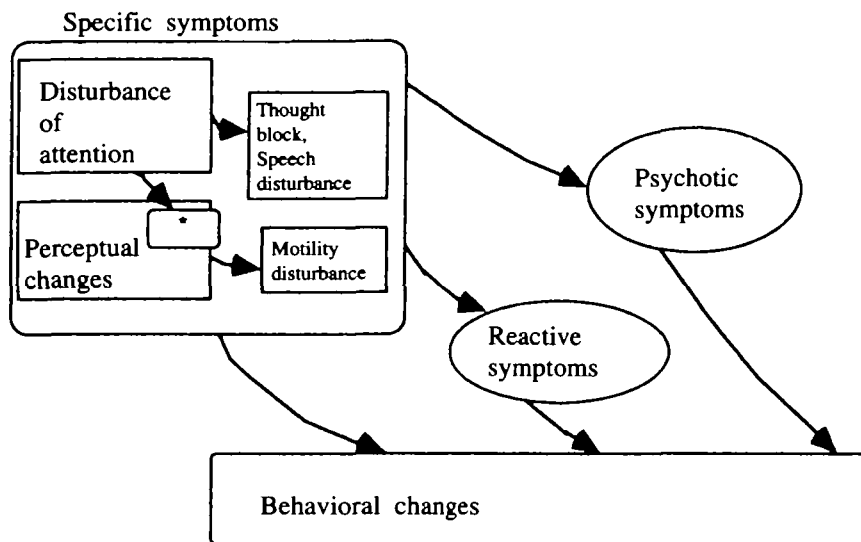 Specific symptoms
Disturbance
of
attention
Thought
block,
Speech
disturbance
*
Perceptual
changes
Motility
disturbance
Psychotic
symptoms
Reactive
symptoms
Behavioral changes